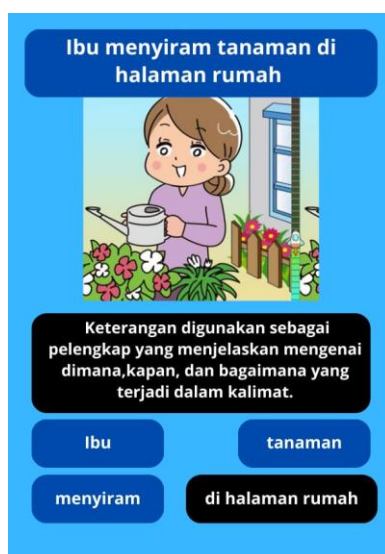 Ibu menyiram tanaman di
halaman rumah
Keterangan digunakan sebagai
pelengkap yang menjelaskan mengenai
dimana,kapan, dan bagaimana yang
terjadi dalam kalimat.
Ibu
tanaman
menyiram
di halaman rumah